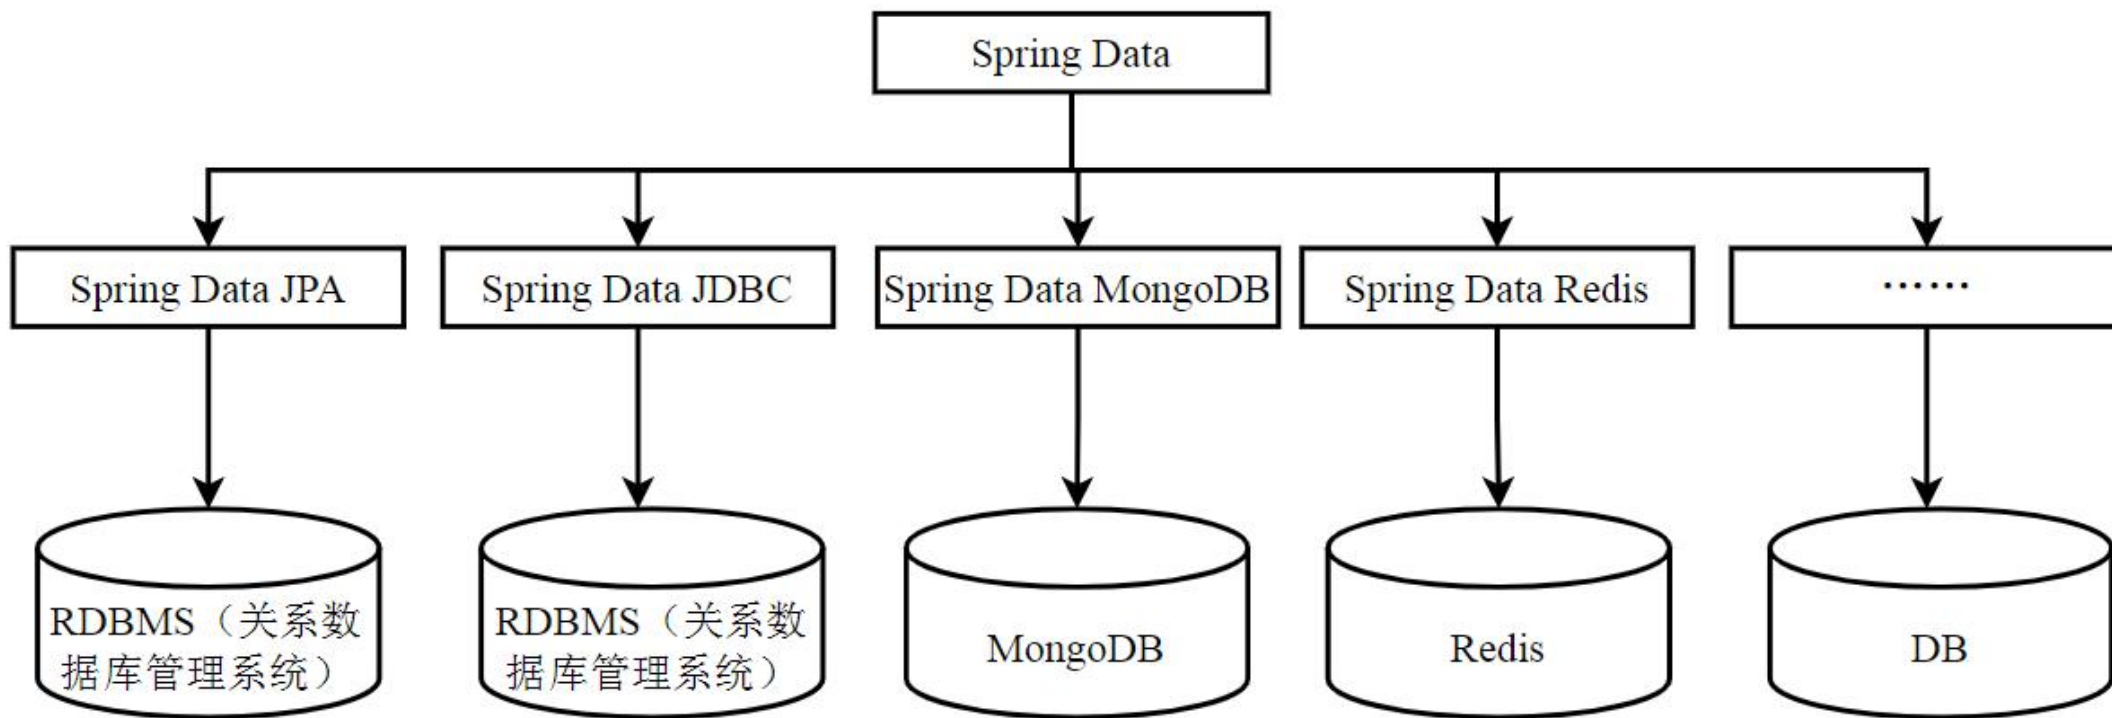 Spring Data
Spring Data JPA
Spring Data JDBC
Spring Data MongoDB
Spring Data Redis
……
RDBMS（关系数
据库管理系统）
RDBMS（关系数
据库管理系统）
MongoDB
Redis
DB